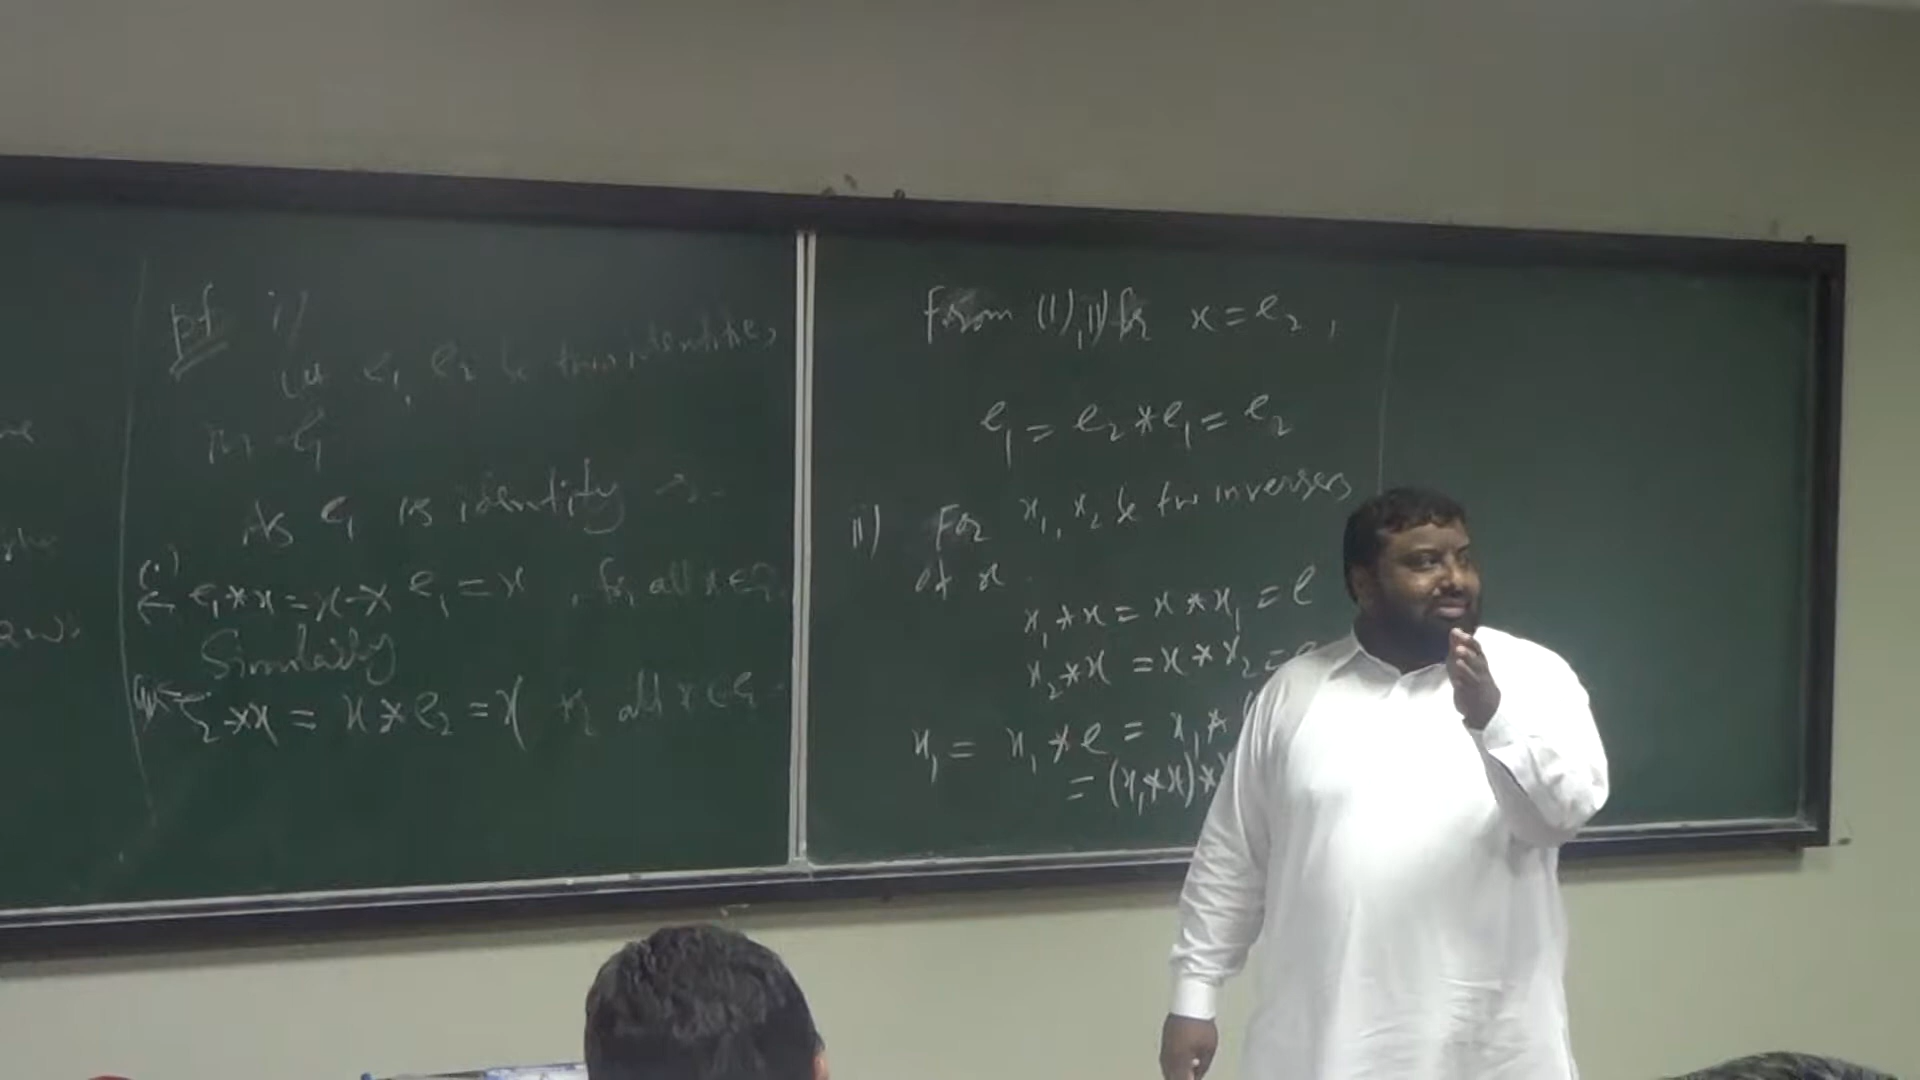 pf i)
Let e₁, e₂ be two identities
in G
As e₁ is identity
(i) ← e₁ * x = x * e₁ = x , for all x ∈ G
Similarly
(ii) ← e₂ * x = x * e₂ = x for all x ∈ G
From (i), ii) for x = e₂ ,
e₁ = e₂ * e₁ = e₂
ii) For x₁, x₂ be two inverses
of x
x₁ * x = x * x₁ = e
x₂ * x = x * x₂ = e
x₁ = x₁ * e = x₁ *
= (x₁ * x) *